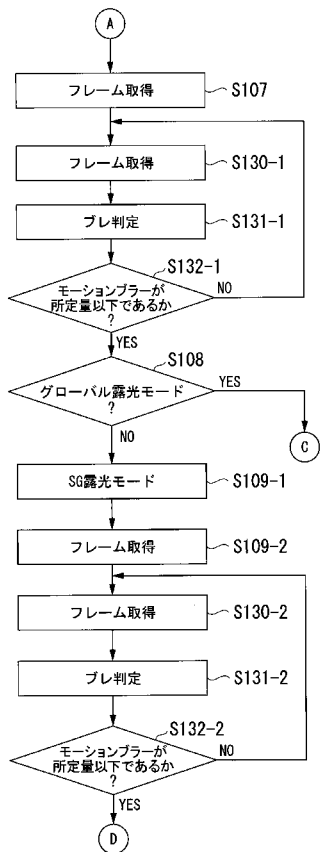 A
フレーム取得
S107
フレーム取得
S130-1
ブレ判定
S131-1
S132-1
モーションブラーが
所定量以下であるか
?
NO
YES
S108
グローバル露光モード
?
YES
C
NO
SG露光モード
S109-1
フレーム取得
S109-2
フレーム取得
S130-2
ブレ判定
S131-2
S132-2
モーションブラーが
所定量以下であるか
?
NO
YES
D